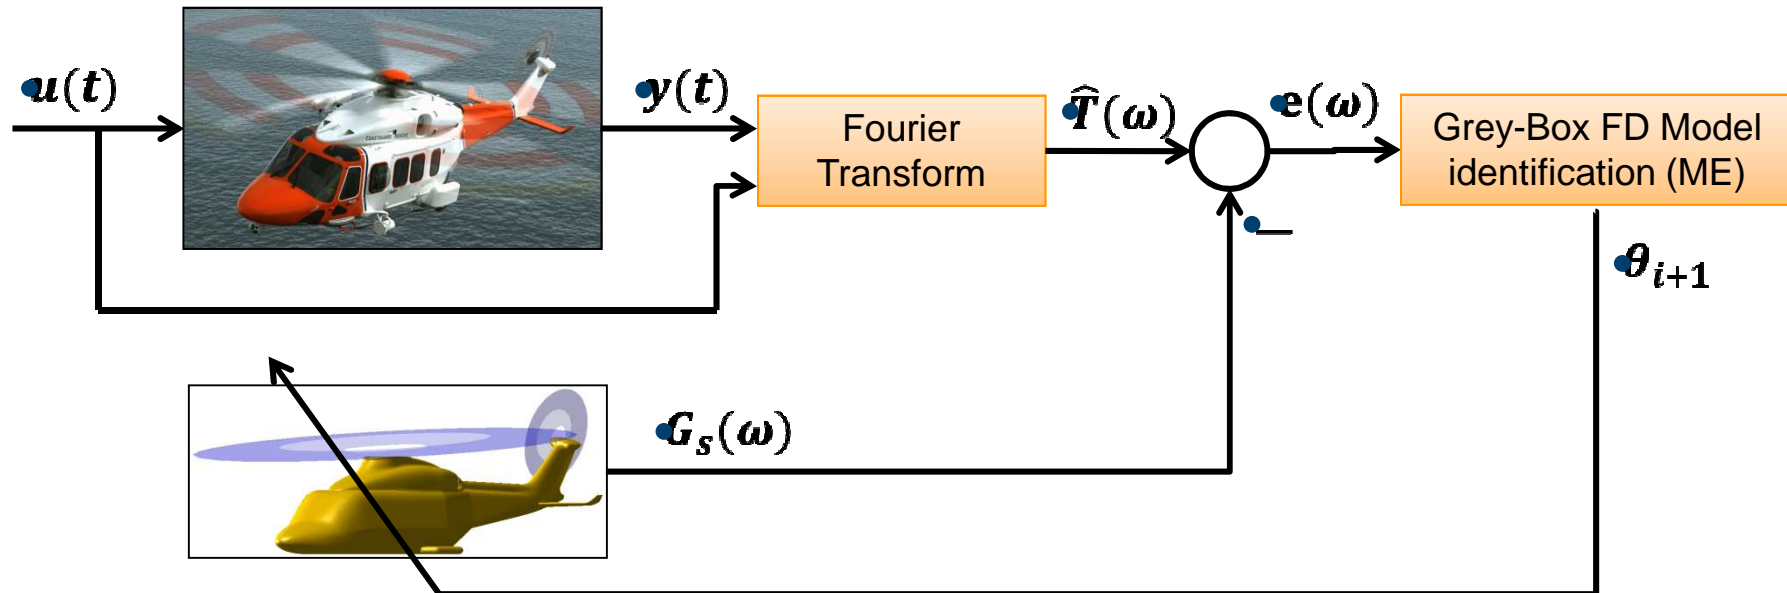 u(t)
y(t)
Fourier
Transform
T̂(ω)
e(ω)
Grey-Box FD Model
identification (ME)
—
θᵢ₊₁
Gₛ(ω)